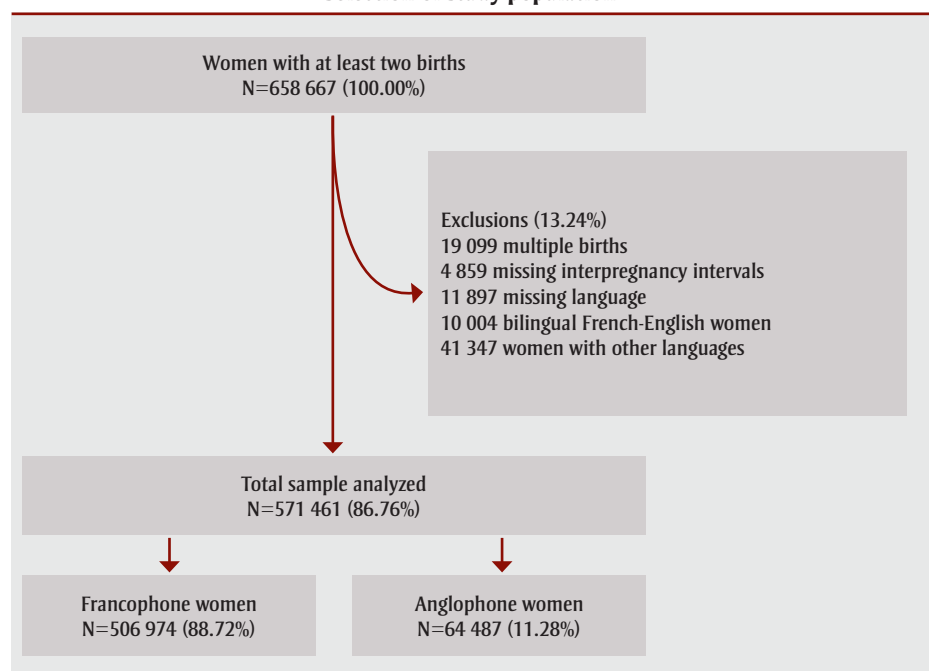 Women with at least two births
N=658 667 (100.00%)
Exclusions (13.24%)
19 099 multiple births
4 859 missing interpregnancy intervals
11 897 missing language
10 004 bilingual French-English women
41 347 women with other languages
Total sample analyzed
N=571 461 (86.76%)
Francophone women
N=506 974 (88.72%)
Anglophone women
N=64 487 (11.28%)